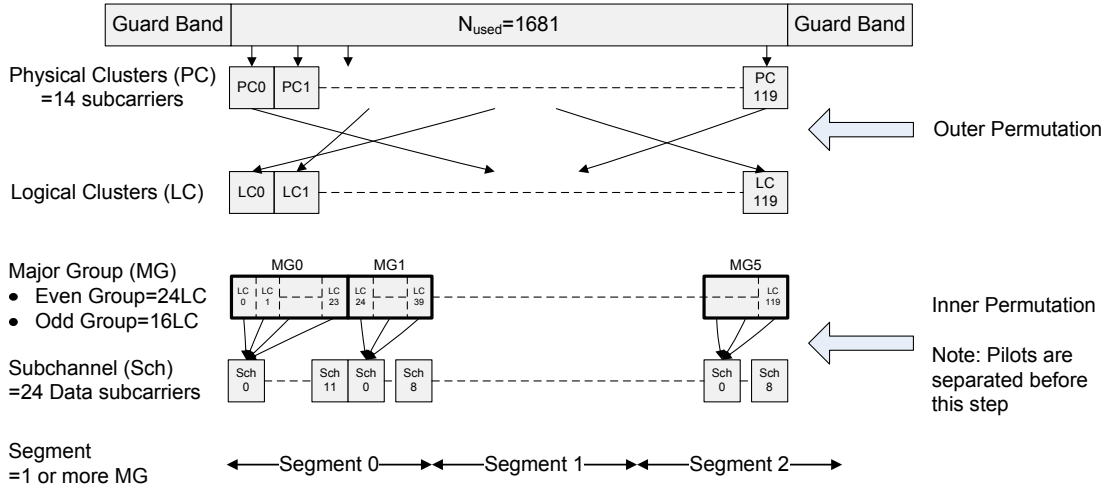 Guard Band
N_used=1681
Guard Band
Physical Clusters (PC)
=14 subcarriers
PC0
PC1
PC
119
Outer Permutation
Logical Clusters (LC)
LC0
LC1
LC
119
Major Group (MG)
• Even Group=24LC
• Odd Group=16LC
MG0
MG1
MG5
LC
0
LC
1
LC
23
LC
24
LC
39
LC
119
Inner Permutation
Note: Pilots are
separated before
this step
Subchannel (Sch)
=24 Data subcarriers
Sch
0
Sch
11
Sch
0
Sch
8
Sch
0
Sch
8
Segment
=1 or more MG
Segment 0
Segment 1
Segment 2